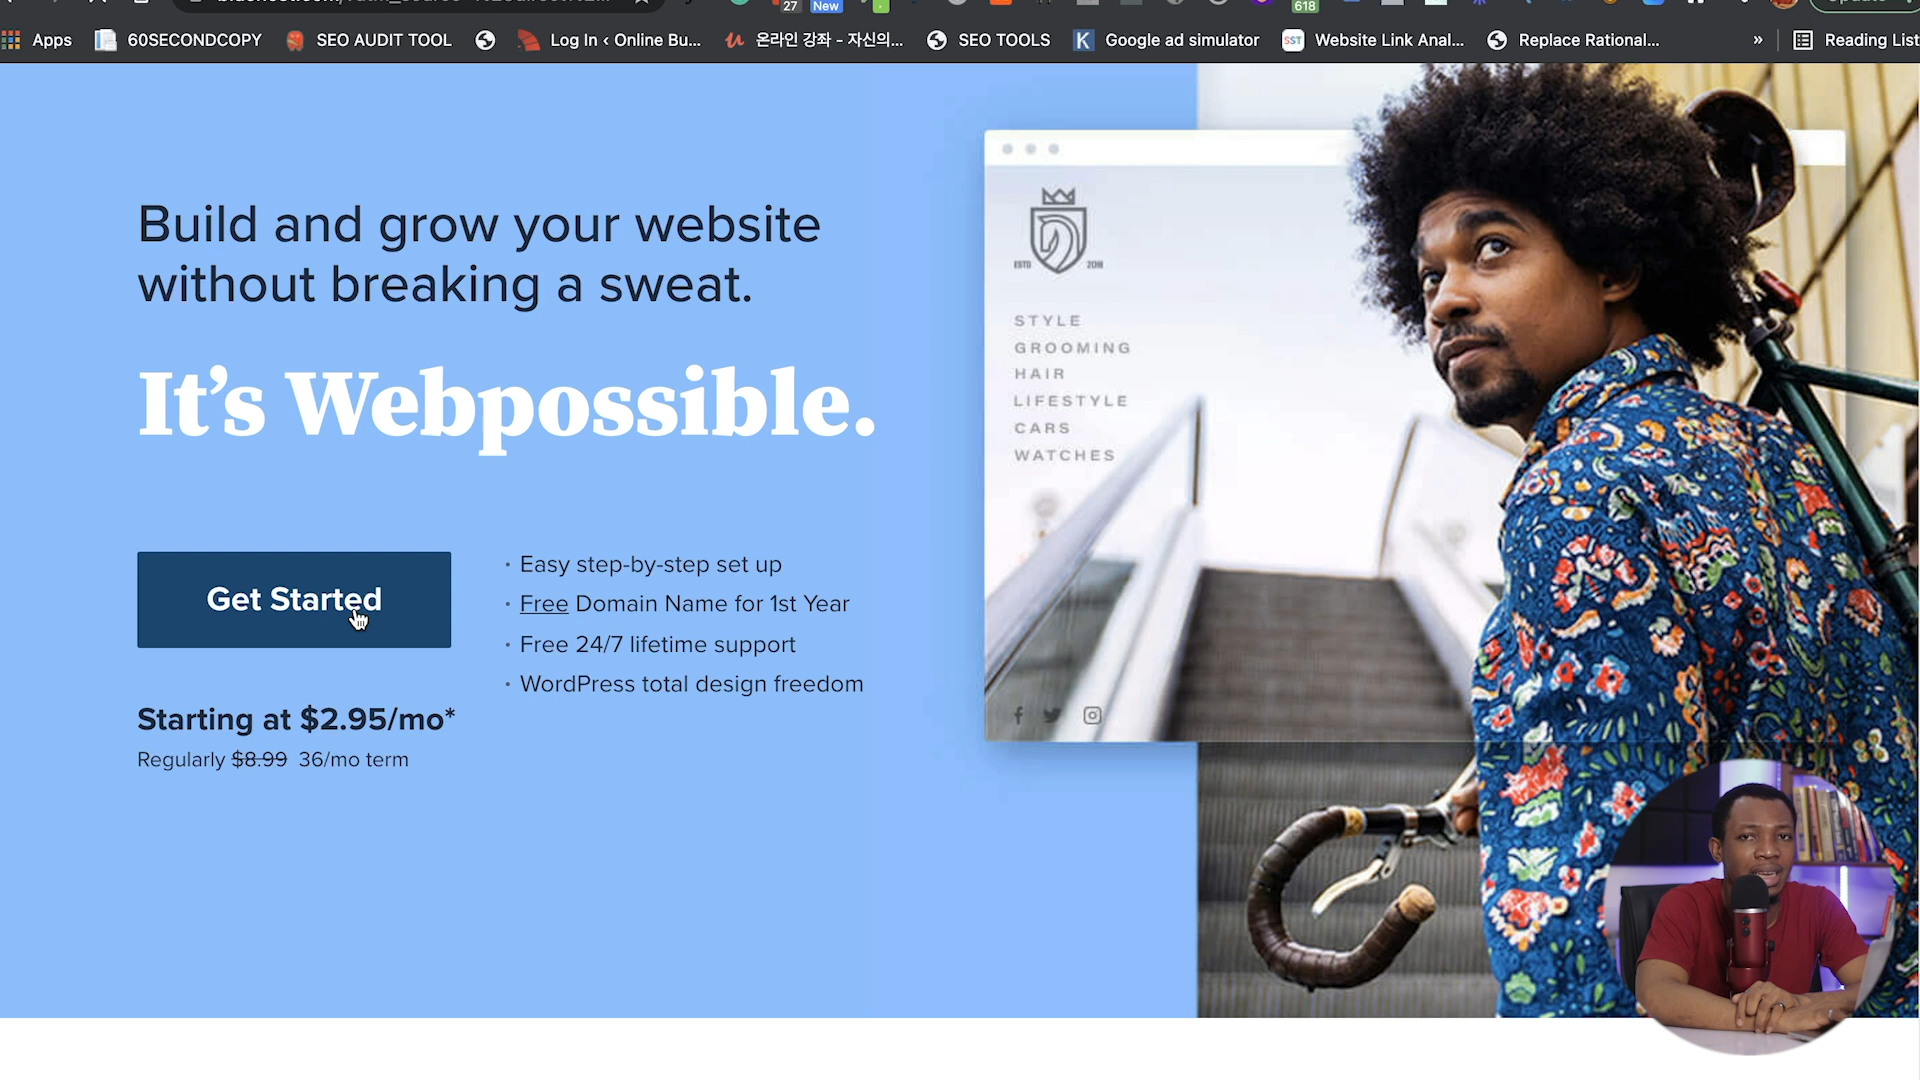 27
New
618
Apps
60SECONDCOPY
SEO AUDIT TOOL
Log In ‹ Online Bu...
온라인 강좌 - 자신의...
SEO TOOLS
K
Google ad simulator
SST
Website Link Anal...
Replace Rational...
»
Reading List
Build and grow your website
without breaking a sweat.
It's Webpossible.
Get Started
Starting at $2.95/mo*
Regularly $8.99 36/mo term
· Easy step-by-step set up
· Free Domain Name for 1st Year
· Free 24/7 lifetime support
· WordPress total design freedom
ESTD
STYLE
GROOMING
HAIR
LIFESTYLE
CARS
WATCHES